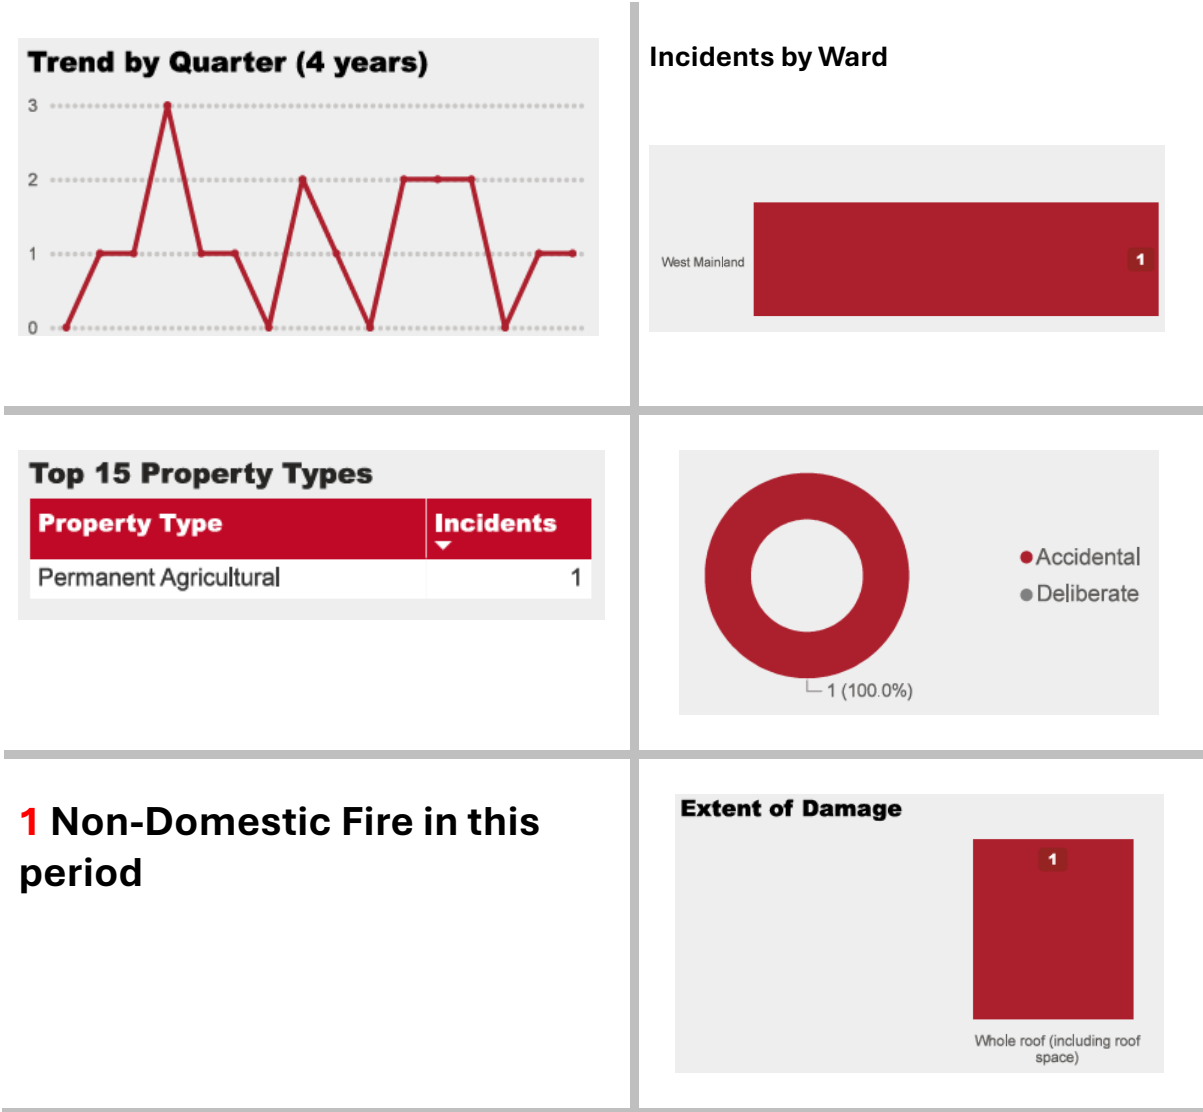 Trend by Quarter (4 years)
3
2
1
0
Incidents by Ward
West Mainland
1
Top 15 Property Types
Property Type Incidents
Permanent Agricultural 1
Accidental
Deliberate
1 (100.0%)
1 Non-Domestic Fire in this
period
Extent of Damage
1
Whole roof (including roof
space)